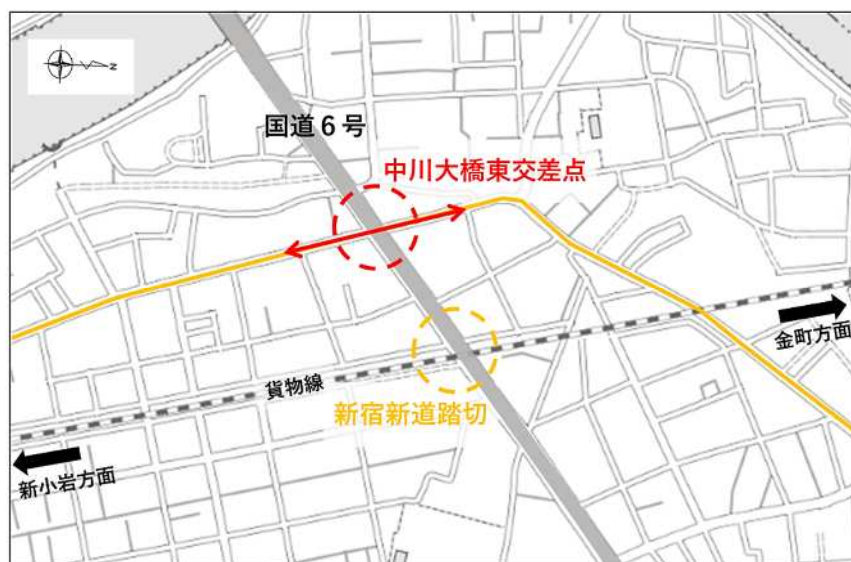 N
国道６号
中川大橋東交差点
金町方面
貨物線
新宿新道踏切
新小岩方面